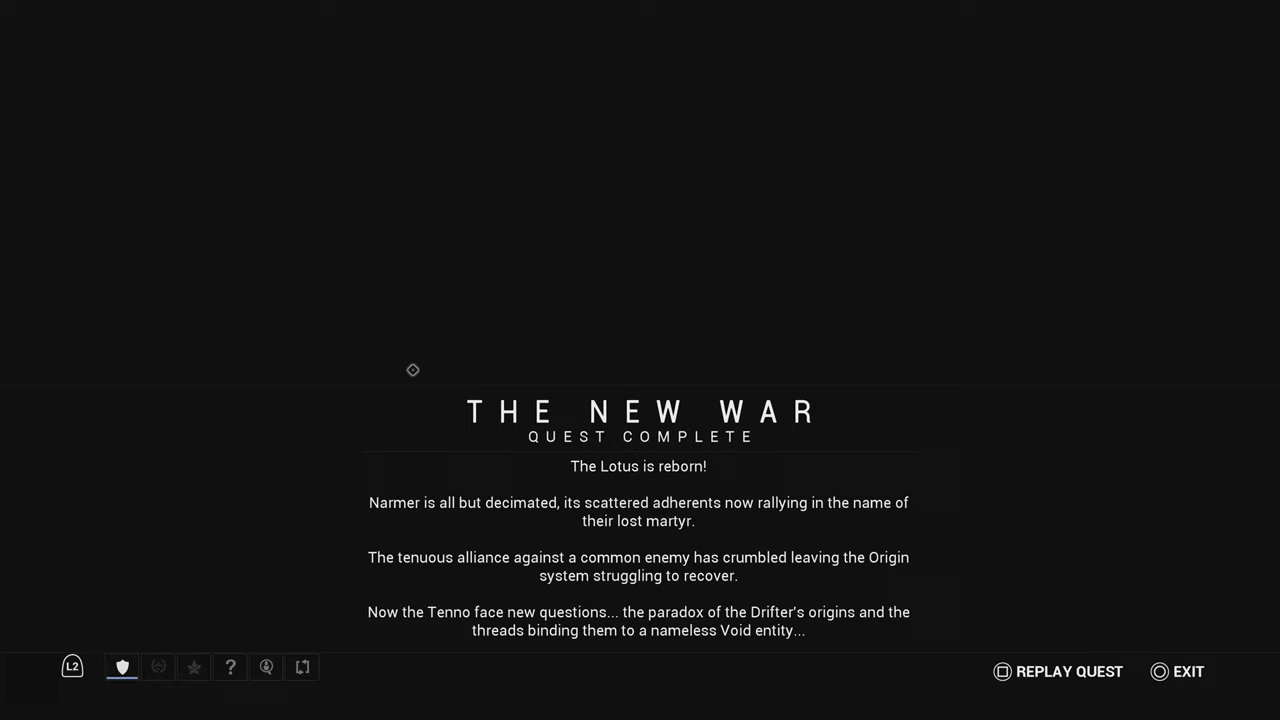 THE NEW WAR
QUEST COMPLETE
The Lotus is reborn!
Narmer is all but decimated, its scattered adherents now rallying in the name of
their lost martyr.
The tenuous alliance against a common enemy has crumbled leaving the Origin
system struggling to recover.
Now the Tenno face new questions... the paradox of the Drifter's origins and the
threads binding them to a nameless Void entity...
L2 ? REPLAY QUEST EXIT